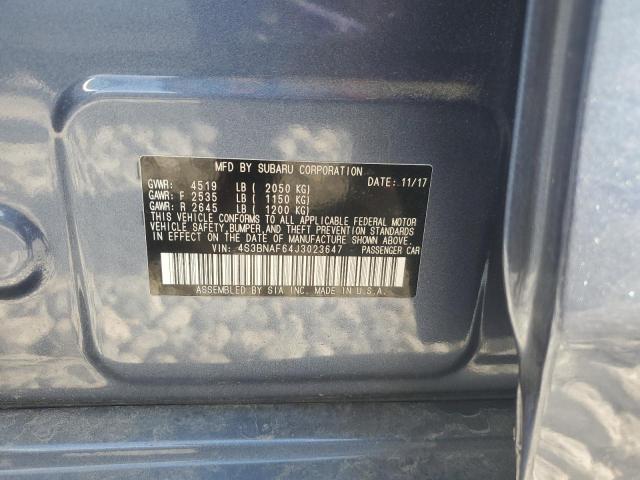 MFD BY SUBARU CORPORATION
GVWR: 4519 LB ( 2050 KG) DATE: 11/17
GAWR: F 2535 LB ( 1150 KG)
GAWR: R 2645 LB ( 1200 KG)
THIS VEHICLE CONFORMS TO ALL APPLICABLE FEDERAL MOTOR
VEHICLE SAFETY, BUMPER, AND THEFT PREVENTION STANDARDS
IN EFFECT ON THE DATE OF MANUFACTURE SHOWN ABOVE.
VIN: 4S3BNAF64J3023647 PASSENGER CAR
ASSEMBLED BY SIA INC. MADE IN U.S.A.